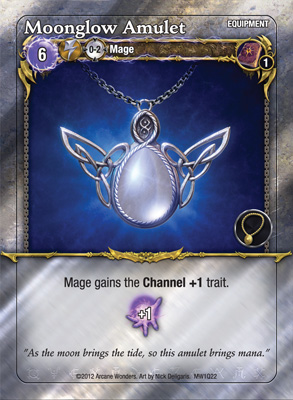 Moonglow Amulet
EQUIPMENT
6
0-2
Mage
1
Mage gains the Channel +1 trait.
+1
"As the moon brings the tide, so this amulet brings mana."
©2012 Arcane Wonders. Art by Nick Deligaris. MW1Q22